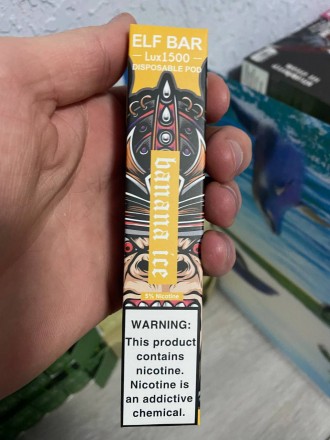 ELF BAR
Lux1500
DISPOSABLE POD
banana ice
5% Nicotine
WARNING:
This product
contains
nicotine.
Nicotine is
an addictive
chemical.